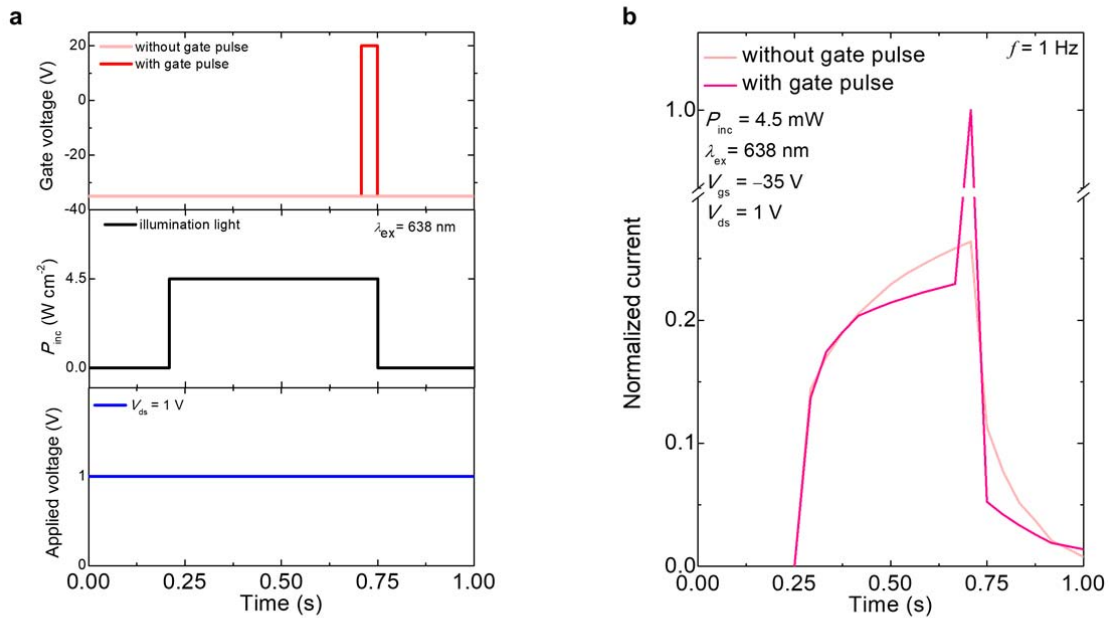 a
without gate pulse
with gate pulse
Gate voltage (V)
20
0
-20
-40
illumination light
λex = 638 nm
Pinc (W cm⁻²)
4.5
0.0
Vds = 1 V
Applied voltage (V)
1
0
0.00 0.25 0.50 0.75 1.00
Time (s)
b
without gate pulse
with gate pulse
f = 1 Hz
Pinc = 4.5 mW
λex = 638 nm
Vgs = −35 V
Vds = 1 V
Normalized current
1.0
0.2
0.1
0.0
0.00 0.25 0.50 0.75 1.00
Time (s)